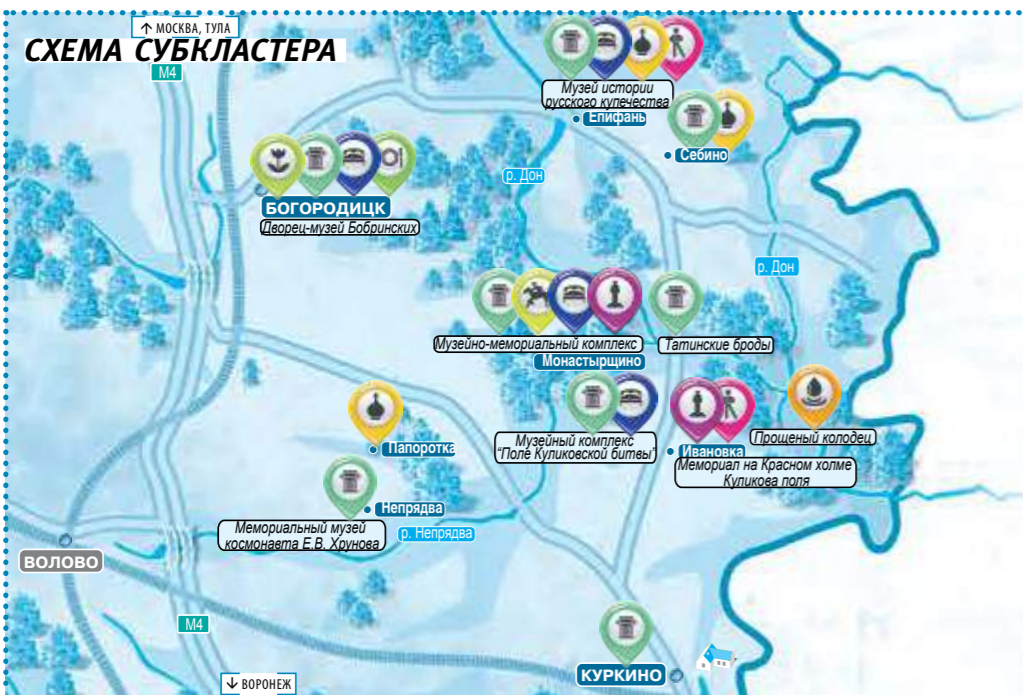 ↑ МОСКВА, ТУЛА
СХЕМА СУБКЛАСТЕРА
М4
Музей истории
русского купечества
Епифань
Себино
р. Дон
БОГОРОДИЦК
Дворец-музей Бобринских
р. Дон
Музейно-мемориальный комплекс
Монастырщино
Татинские броды
Музейный комплекс
"Поле Куликовской битвы"
Ивановка
Прощеный колодец
Мемориал на Красном холме
Куликова поля
Папоротка
Непрядва
Мемориальный музей
космонавта Е.В. Хрунова
р. Непрядва
ВОЛОВО
М4
КУРКИНО
↓ ВОРОНЕЖ